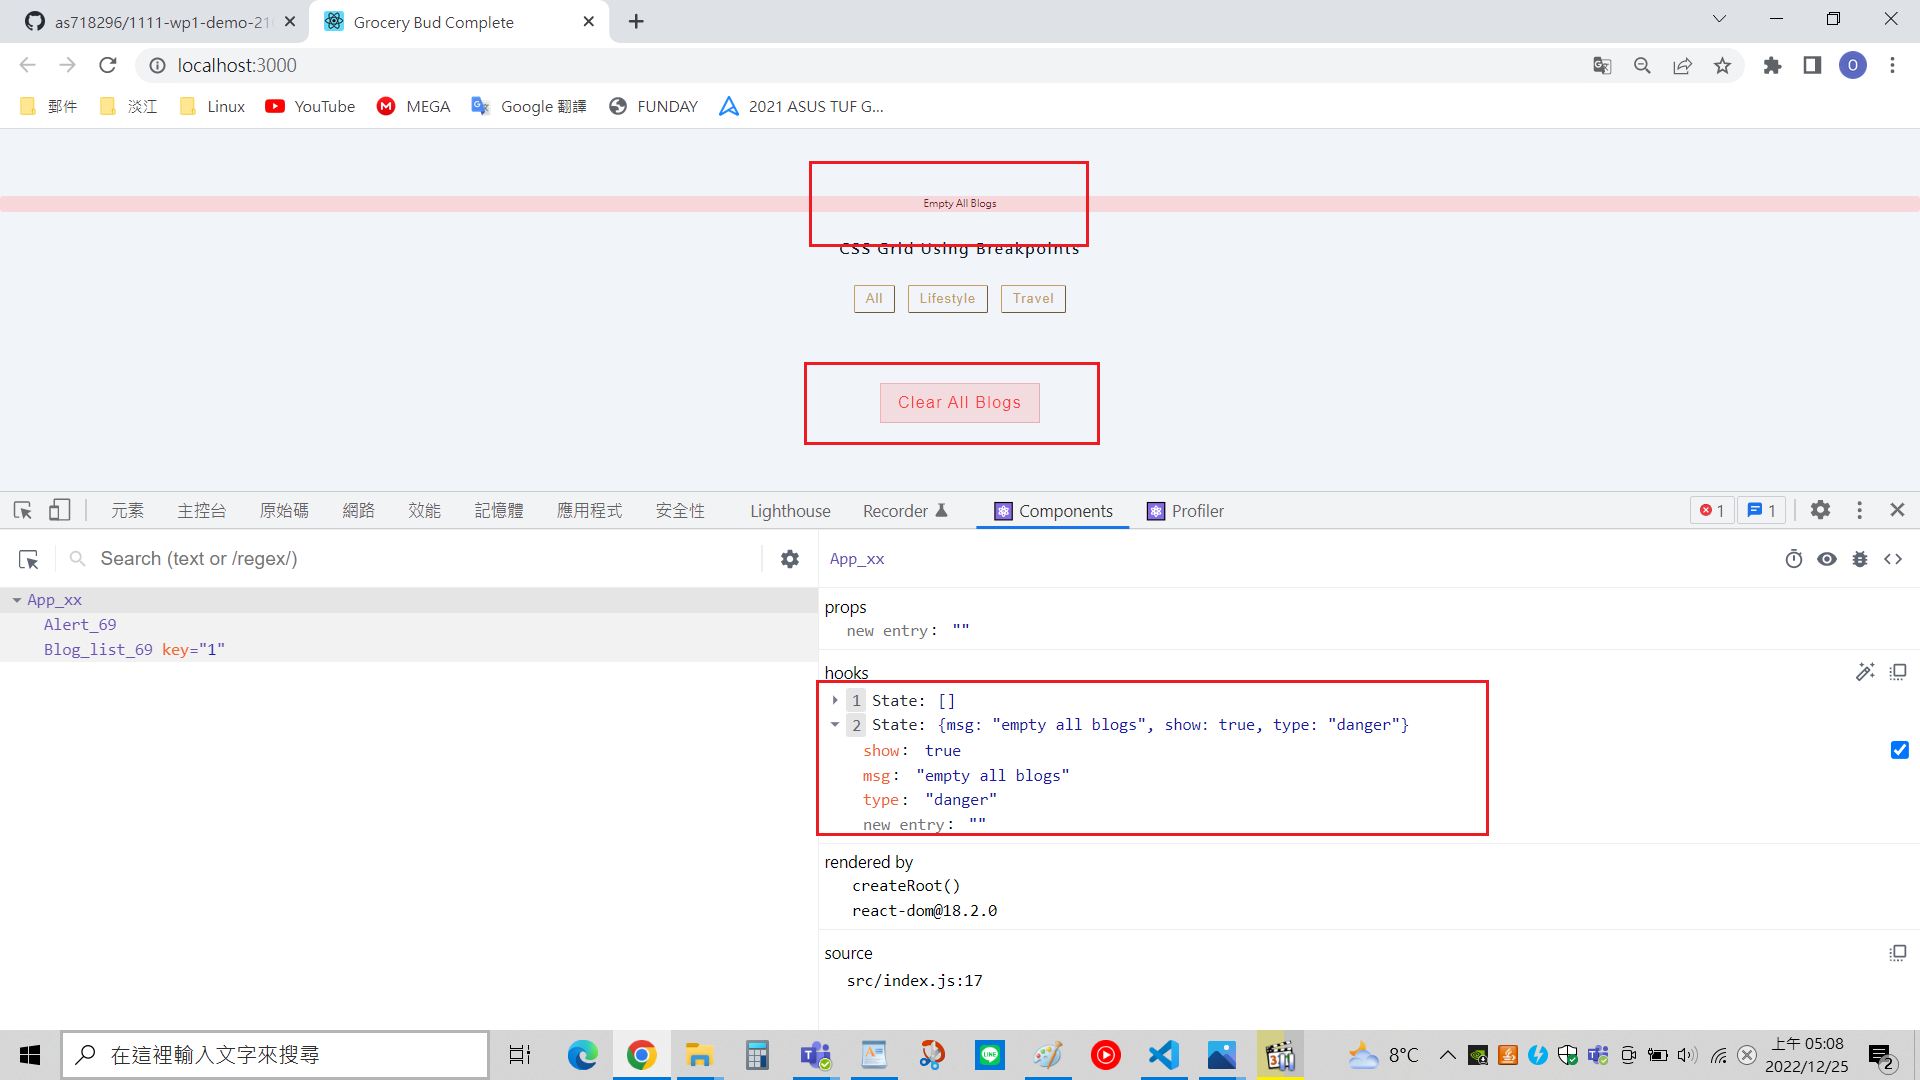 as718296/1111-wp1-demo-21
Grocery Bud Complete
localhost:3000
O
郵件
淡江
Linux
YouTube
MEGA
Google 翻譯
FUNDAY
2021 ASUS TUF G...
Empty All Blogs
CSS Grid Using Breakpoints
All
Lifestyle
Travel
Clear All Blogs
元素
主控台
原始碼
網路
效能
記憶體
應用程式
安全性
Lighthouse
Recorder
Components
Profiler
1
1
Search (text or /regex/)
App_xx
App_xx
Alert_69
Blog_list_69 key="1"
props
new entry: ""
hooks
1 State: []
2 State: {msg: "empty all blogs", show: true, type: "danger"}
show: true
msg: "empty all blogs"
type: "danger"
new entry: ""
rendered by
createRoot()
react-dom@18.2.0
source
src/index.js:17
在這裡輸入文字來搜尋
8°C
上午 05:08
2022/12/25
2